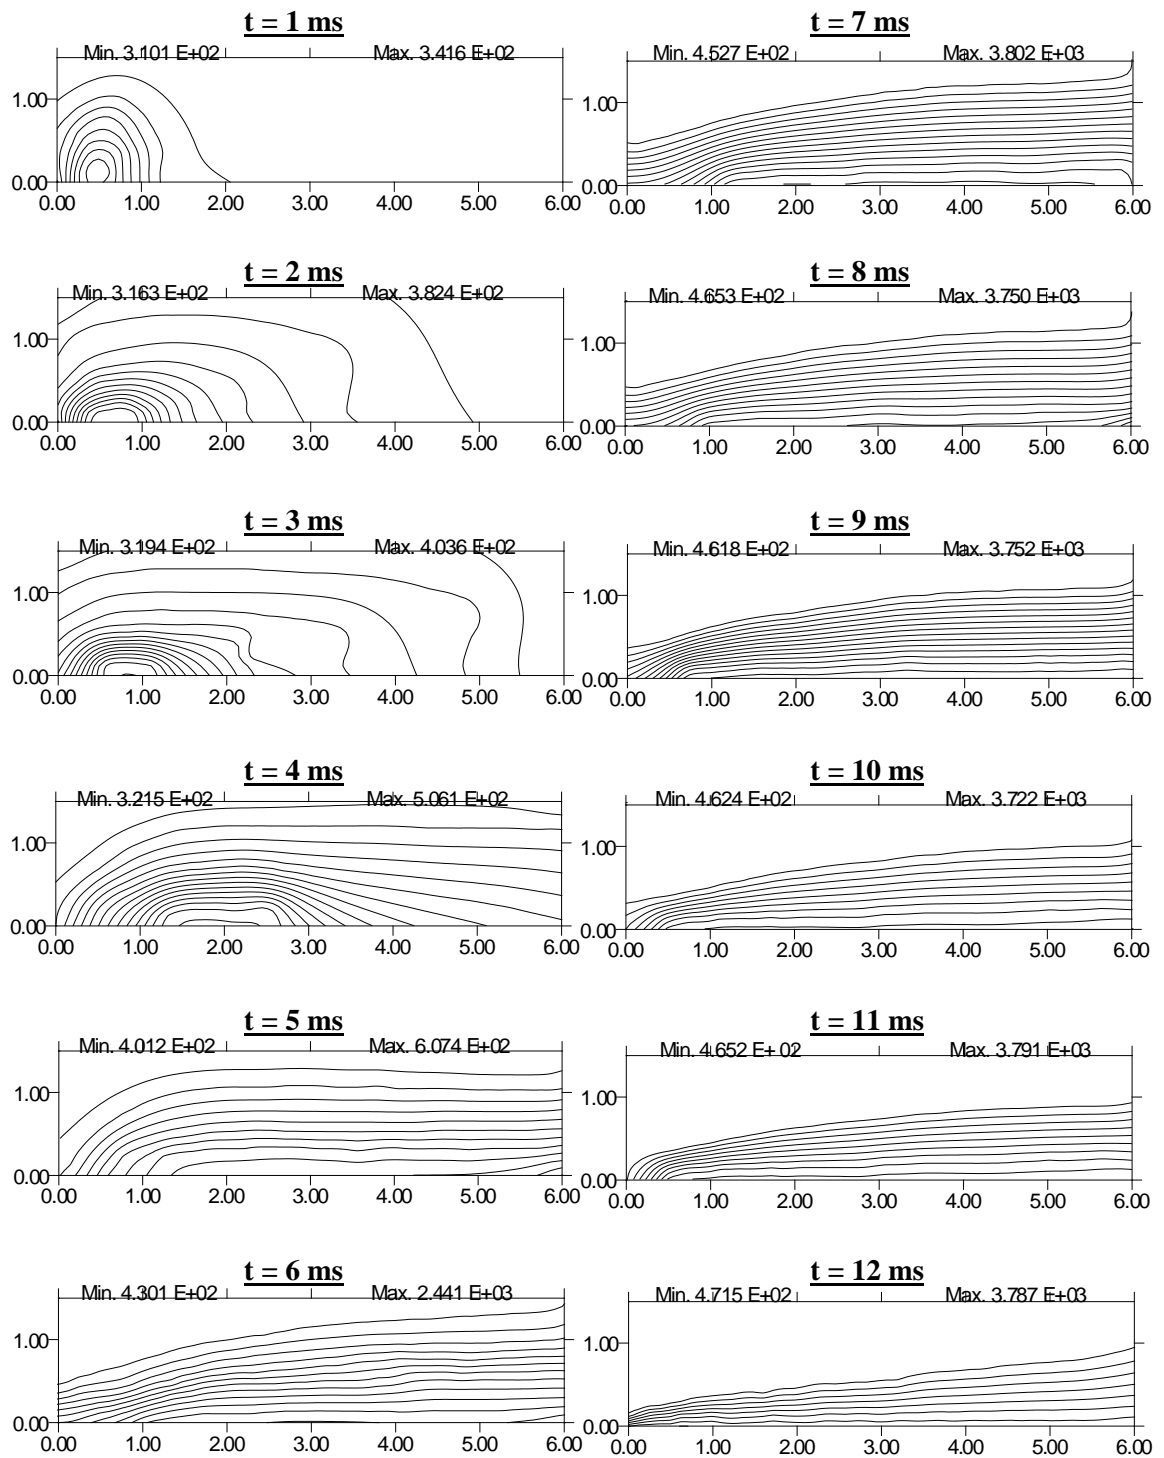 t = 1 ms
Min. 3.101 E+02 Max. 3.416 E+02
1.00
0.00
0.00 1.00 2.00 3.00 4.00 5.00 6.00
t = 2 ms
Min. 3.163 E+02 Max. 3.824 E+02
1.00
0.00
0.00 1.00 2.00 3.00 4.00 5.00 6.00
t = 3 ms
Min. 3.194 E+02 Max. 4.036 E+02
1.00
0.00
0.00 1.00 2.00 3.00 4.00 5.00 6.00
t = 4 ms
Min. 3.215 E+02 Max. 5.061 E+02
1.00
0.00
0.00 1.00 2.00 3.00 4.00 5.00 6.00
t = 5 ms
Min. 4.012 E+02 Max. 6.074 E+02
1.00
0.00
0.00 1.00 2.00 3.00 4.00 5.00 6.00
t = 6 ms
Min. 4.301 E+02 Max. 2.441 E+03
1.00
0.00
0.00 1.00 2.00 3.00 4.00 5.00 6.00
t = 7 ms
Min. 4.527 E+02 Max. 3.802 E+03
1.00
0.00
0.00 1.00 2.00 3.00 4.00 5.00 6.00
t = 8 ms
Min. 4.653 E+02 Max. 3.750 E+03
1.00
0.00
0.00 1.00 2.00 3.00 4.00 5.00 6.00
t = 9 ms
Min. 4.618 E+02 Max. 3.752 E+03
1.00
0.00
0.00 1.00 2.00 3.00 4.00 5.00 6.00
t = 10 ms
Min. 4.624 E+02 Max. 3.722 E+03
1.00
0.00
0.00 1.00 2.00 3.00 4.00 5.00 6.00
t = 11 ms
Min. 4.652 E+ 02 Max. 3.791 E+03
1.00
0.00
0.00 1.00 2.00 3.00 4.00 5.00 6.00
t = 12 ms
Min. 4.715 E+02 Max. 3.787 E+03
1.00
0.00
0.00 1.00 2.00 3.00 4.00 5.00 6.00